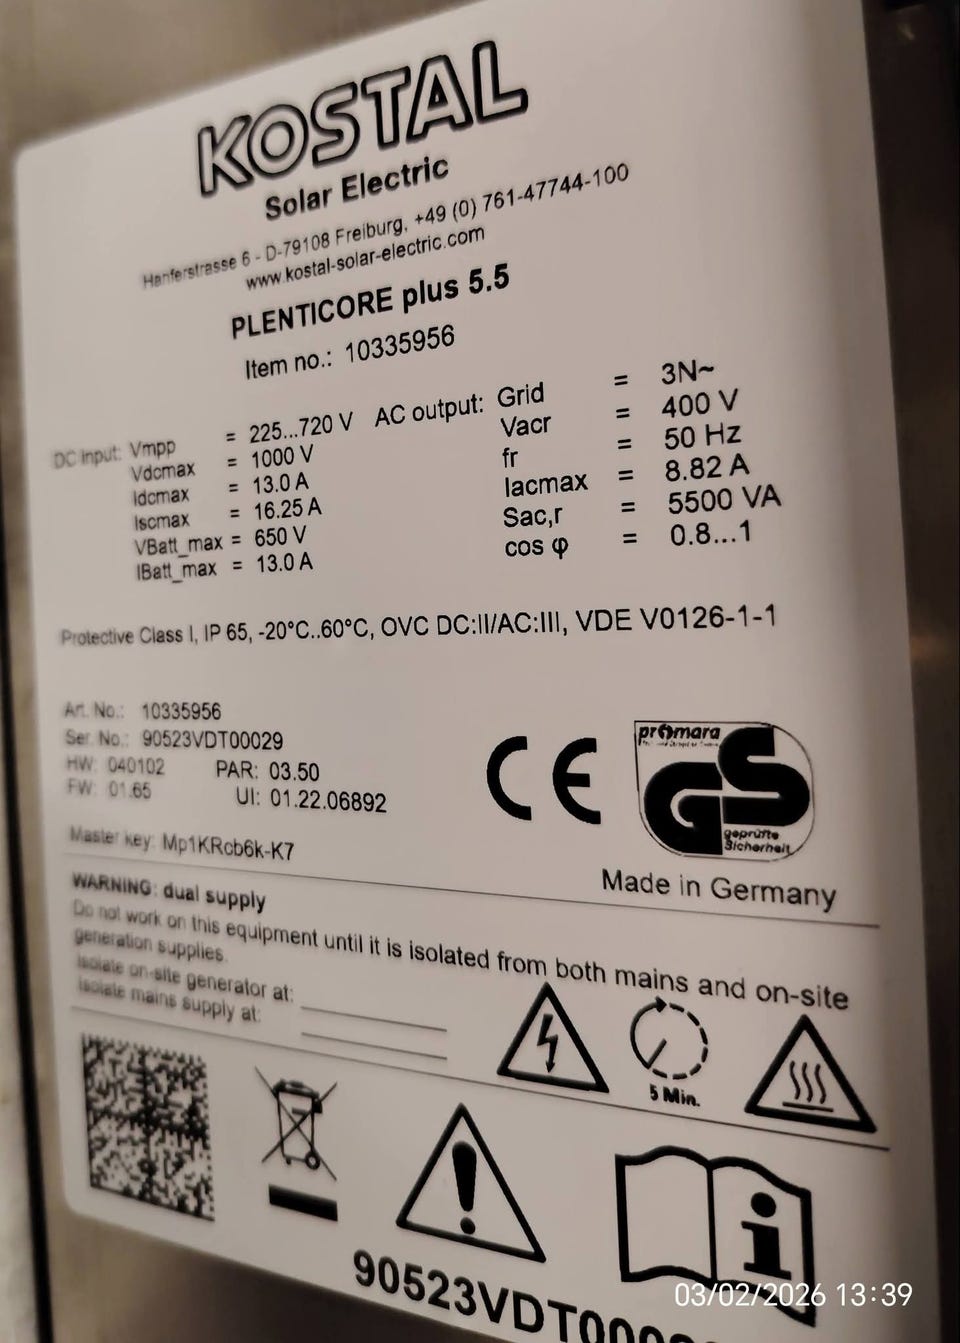 KOSTAL
Solar Electric
Hanferstrasse 6 - D-79108 Freiburg, +49 (0) 761-47744-100
www.kostal-solar-electric.com
PLENTICORE plus 5.5
Item no.: 10335956
DC input: Vmpp = 225...720 V AC output: Grid = 3N~
Vdcmax = 1000 V Vacr = 400 V
Idcmax = 13.0 A fr = 50 Hz
Iscmax = 16.25 A Iacmax = 8.82 A
VBatt_max = 650 V Sac,r = 5500 VA
IBatt_max = 13.0 A cos φ = 0.8...1
Protective Class I, IP 65, -20°C..60°C, OVC DC:II/AC:III, VDE V0126-1-1
Art. No.: 10335956
Ser. No.: 90523VDT00029
HW: 040102 PAR: 03.50
FW: 01.65 UI: 01.22.06892
Master key: Mp1KRcb6k-K7
CE
primara
GS
geprüfte
Sicherheit
Made in Germany
WARNING: dual supply
Do not work on this equipment until it is isolated from both mains and on-site
generation supplies.
Isolate on-site generator at:
Isolate mains supply at:
5 Min.
90523VDT000
03/02/2026 13:39